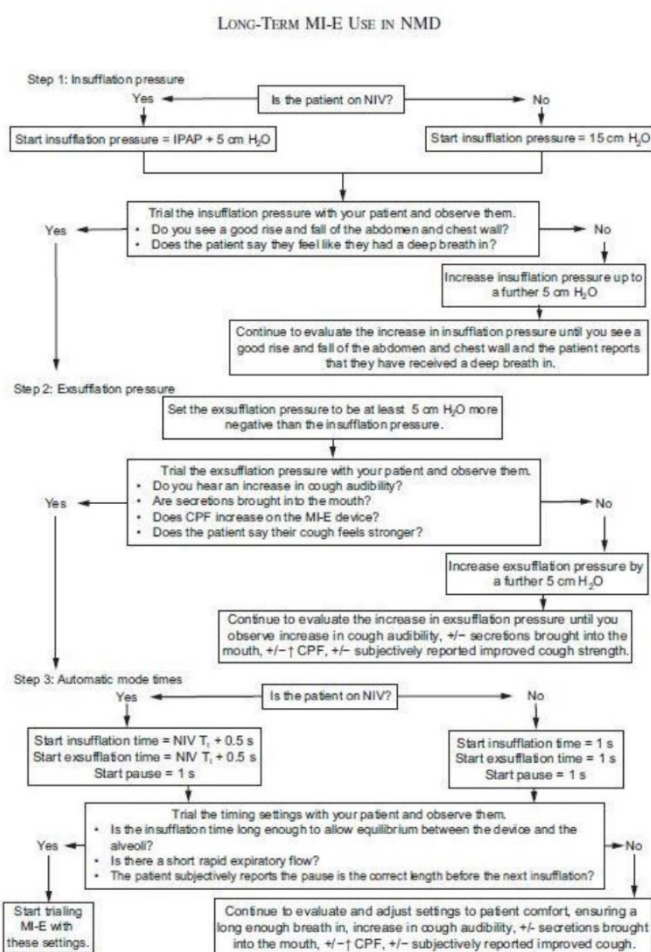 LONG-TERM MI-E USE IN NMD
Step 1: Insufflation pressure
Is the patient on NIV?
Yes
No
Start insufflation pressure = IPAP + 5 cm H₂O
Start insufflation pressure = 15 cm H₂O
Trial the insufflation pressure with your patient and observe them.
• Do you see a good rise and fall of the abdomen and chest wall?
• Does the patient say they feel like they had a deep breath in?
Yes
No
Increase insufflation pressure up to
a further 5 cm H₂O
Continue to evaluate the increase in insufflation pressure until you see a
good rise and fall of the abdomen and chest wall and the patient reports
that they have received a deep breath in.
Step 2: Exsufflation pressure
Set the exsufflation pressure to be at least 5 cm H₂O more
negative than the insufflation pressure.
Trial the exsufflation pressure with your patient and observe them.
• Do you hear an increase in cough audibility?
• Are secretions brought into the mouth?
• Does CPF increase on the MI-E device?
• Does the patient say their cough feels stronger?
Yes
No
Increase exsufflation pressure by
a further 5 cm H₂O
Continue to evaluate the increase in exsufflation pressure until you
observe increase in cough audibility, +/− secretions brought into the
mouth, +/−↑ CPF, +/− subjectively reported improved cough strength.
Step 3: Automatic mode times
Is the patient on NIV?
Yes
No
Start insufflation time = NIV Tᵢ + 0.5 s
Start exsufflation time = NIV Tᵢ + 0.5 s
Start pause = 1 s
Start insufflation time = 1 s
Start exsufflation time = 1 s
Start pause = 1 s
Trial the timing settings with your patient and observe them.
• Is the insufflation time long enough to allow equilibrium between the device and the
alveoli?
• Is there a short rapid expiratory flow?
• The patient subjectively reports the pause is the correct length before the next insufflation?
Yes
No
Start trialing
MI-E with
these settings.
Continue to evaluate and adjust settings to patient comfort, ensuring a
long enough breath in, increase in cough audibility, +/- secretions brought
into the mouth, +/−↑ CPF, +/− subjectively reported improved cough.